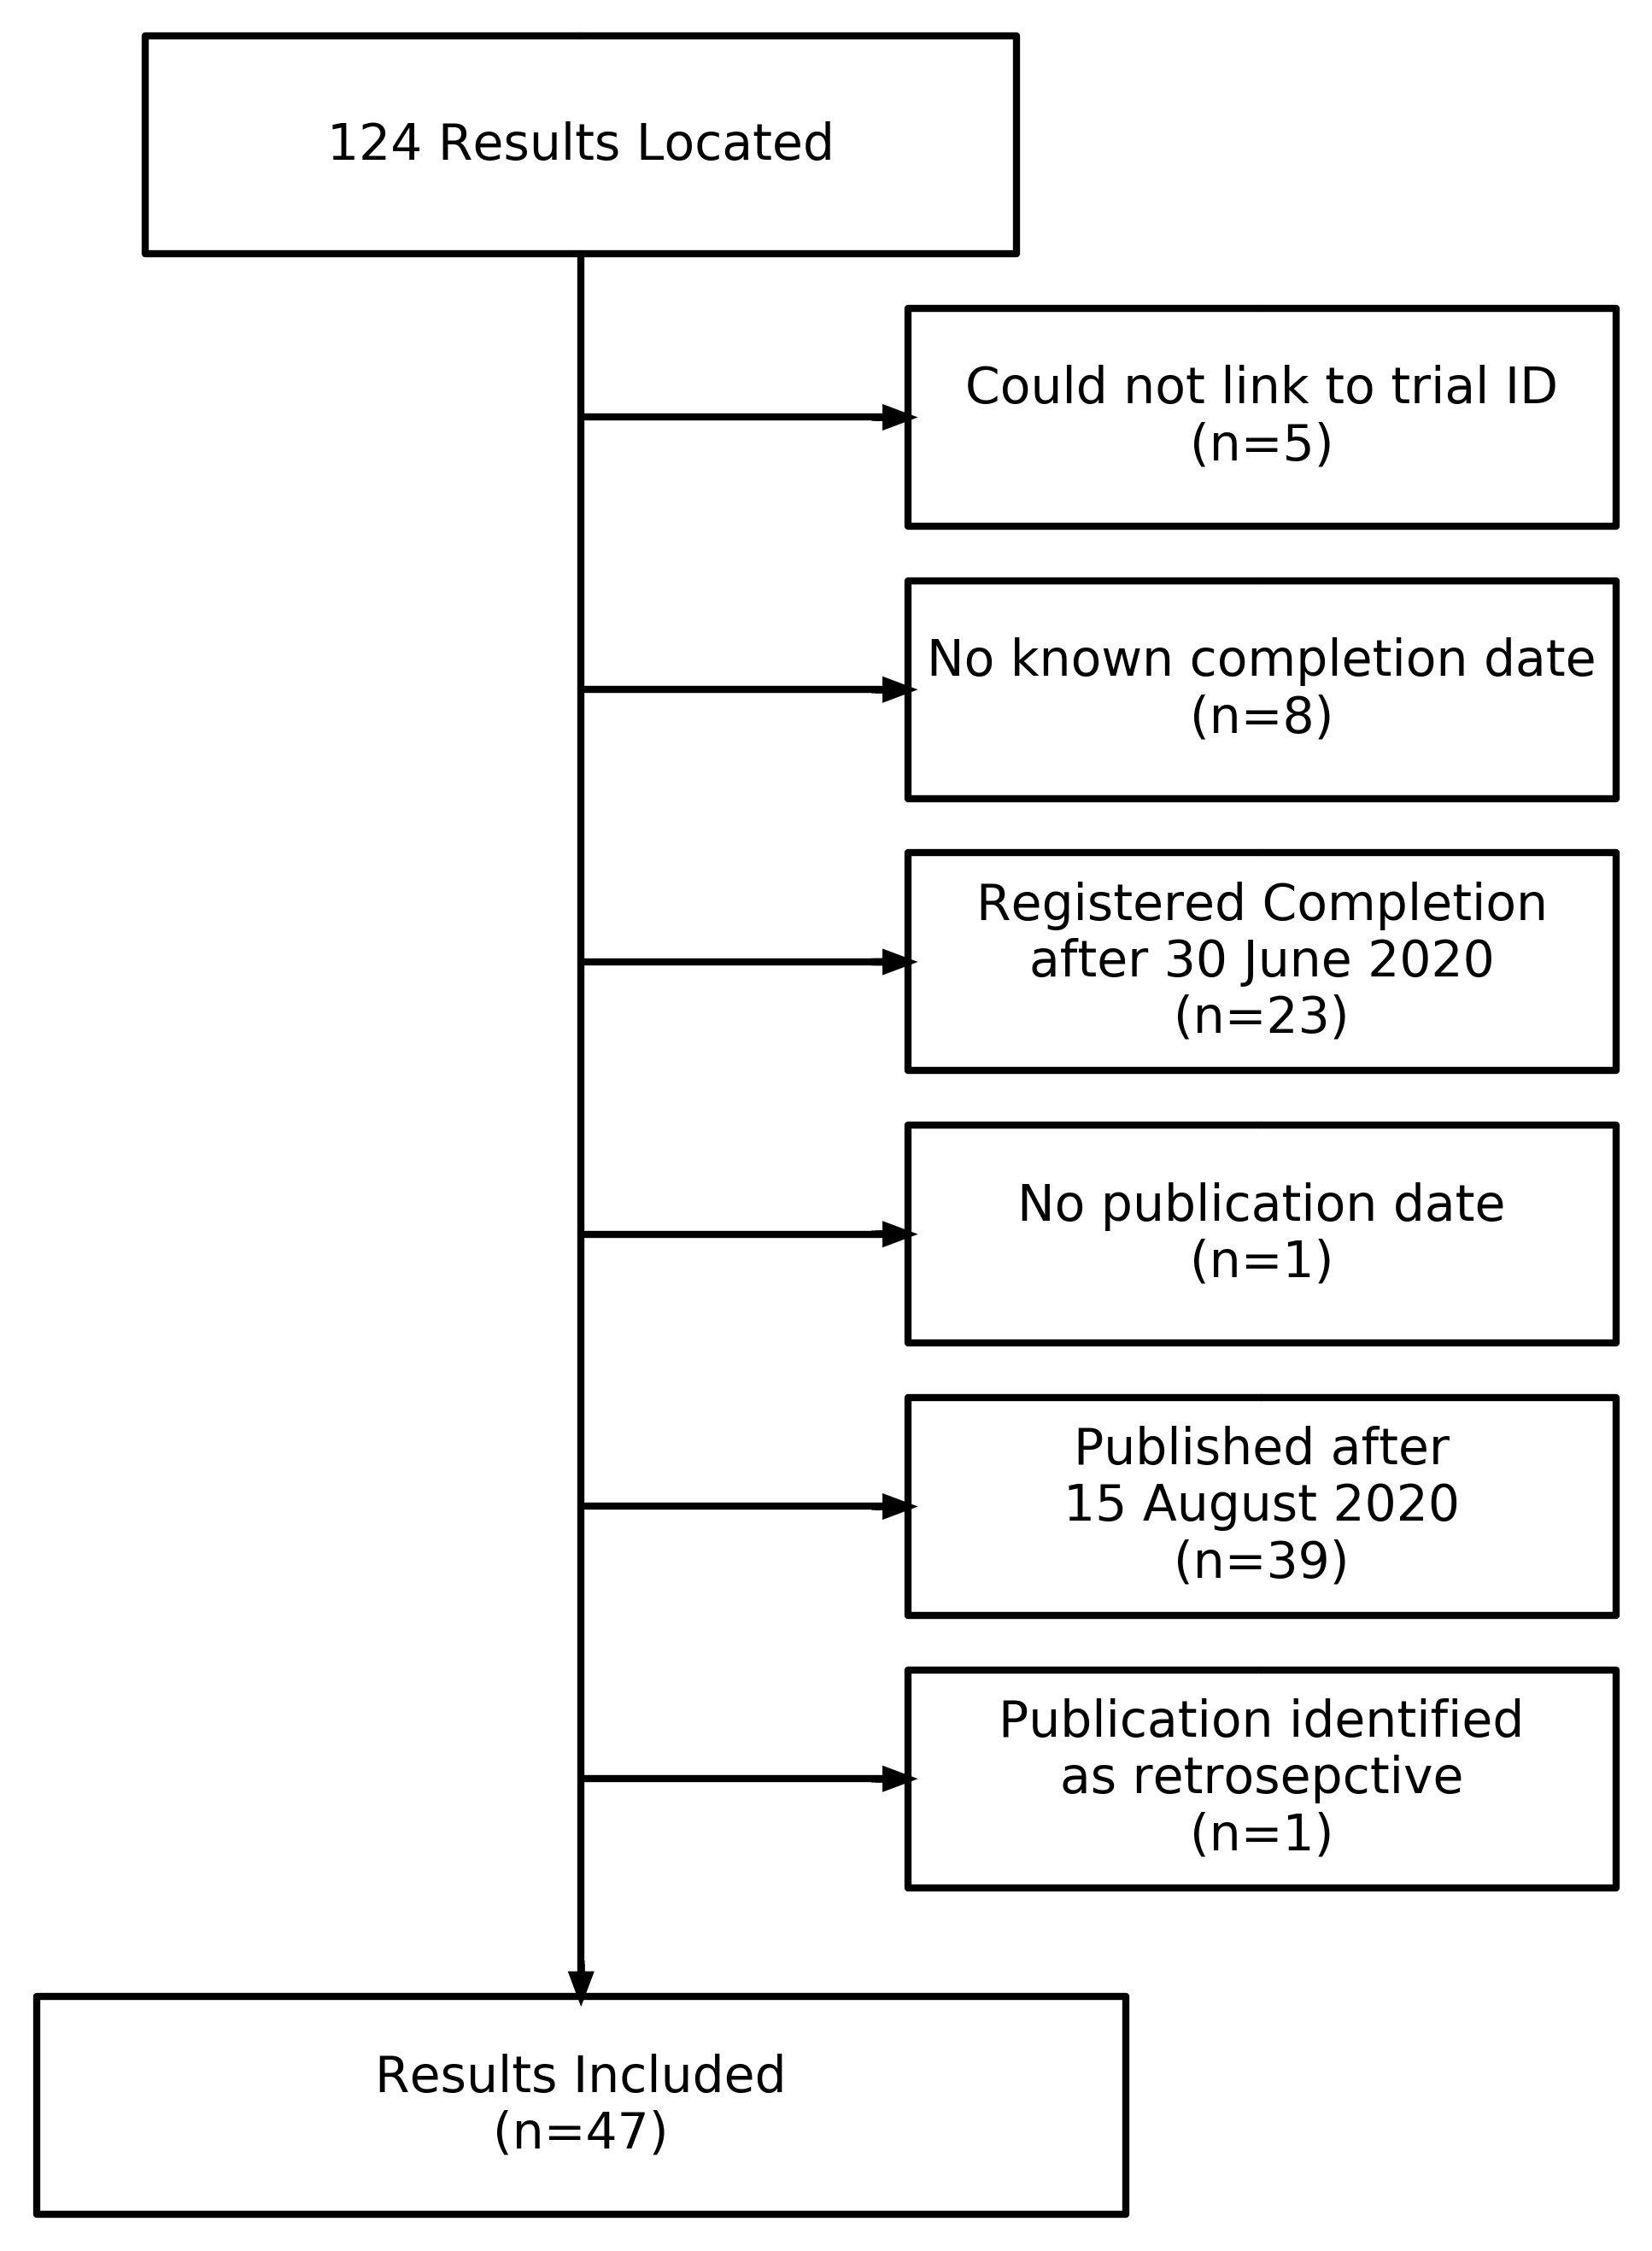 124 Results Located
Could not link to trial ID
(n=5)
No known completion date
(n=8)
Registered Completion
after 30 June 2020
(n=23)
No publication date
(n=1)
Published after
15 August 2020
(n=39)
Publication identified
as retrosepctive
(n=1)
Results Included
(n=47)